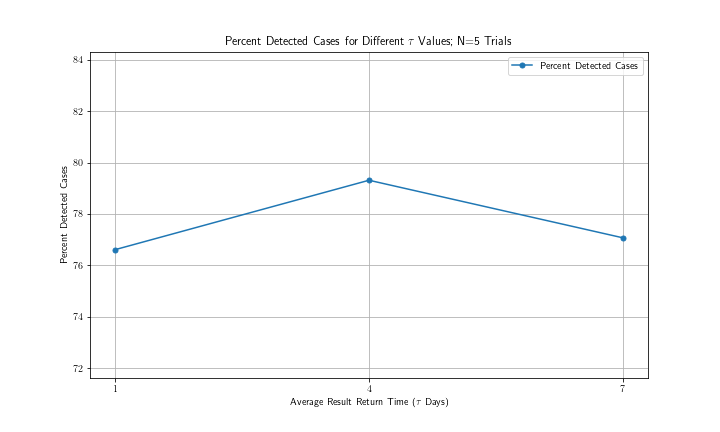 Percent Detected Cases for Different τ Values; N=5 Trials
Percent Detected Cases
84
82
80
78
76
74
72
Percent Detected Cases
1
4
7
Average Result Return Time (τ Days)